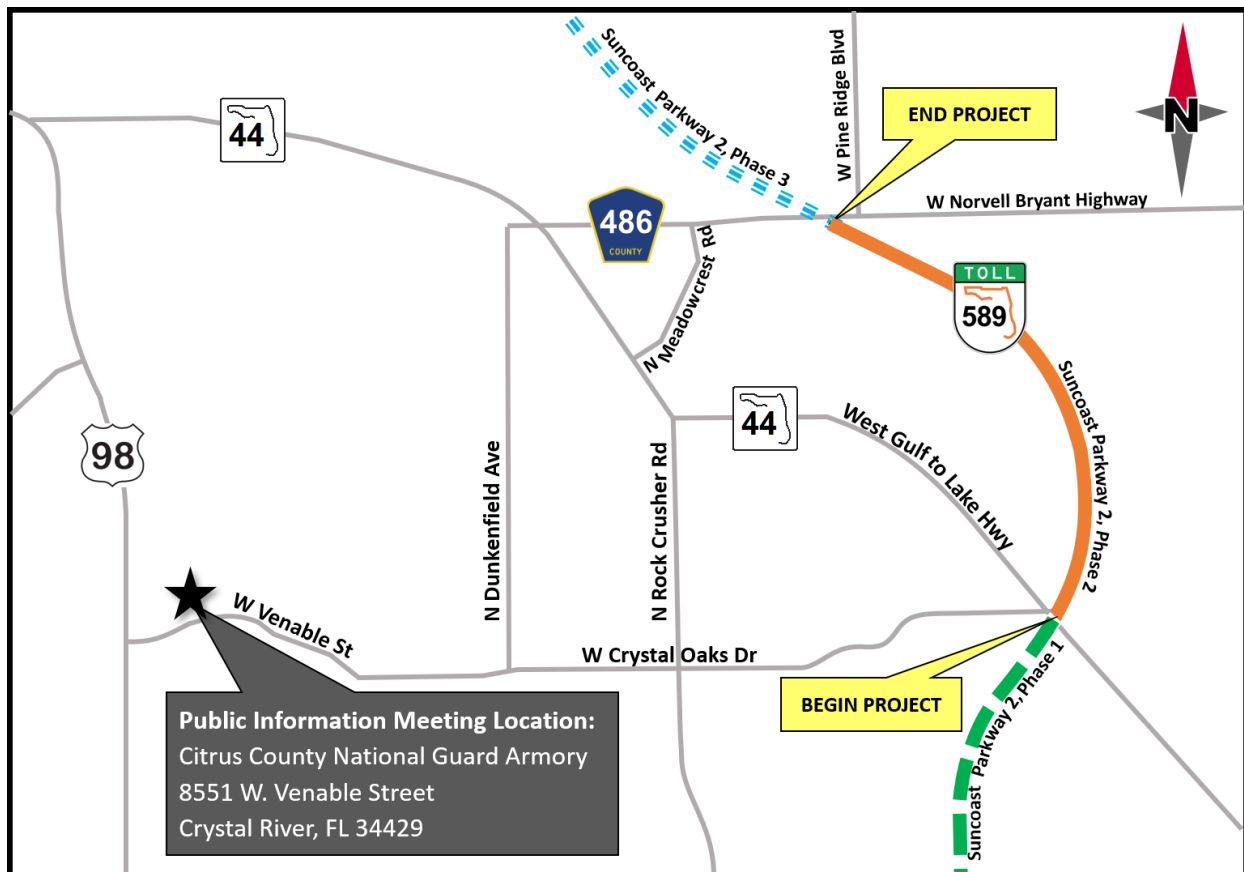 Suncoast Parkway 2, Phase 3
W Pine Ridge Blvd
END PROJECT
N
44
W Norvell Bryant Highway
486
COUNTY
N Meadowcrest Rd
TOLL
589
Suncoast Parkway 2, Phase 2
44
West Gulf to Lake Hwy
98
N Dunkenfield Ave
N Rock Crusher Rd
W Venable St
W Crystal Oaks Dr
BEGIN PROJECT
Suncoast Parkway 2, Phase 1
Public Information Meeting Location:
Citrus County National Guard Armory
8551 W. Venable Street
Crystal River, FL 34429